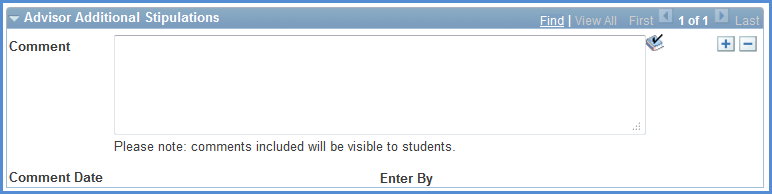 Advisor Additional Stipulations
Find | View All First 1 of 1 Last
Comment
Please note: comments included will be visible to students.
Comment Date Enter By